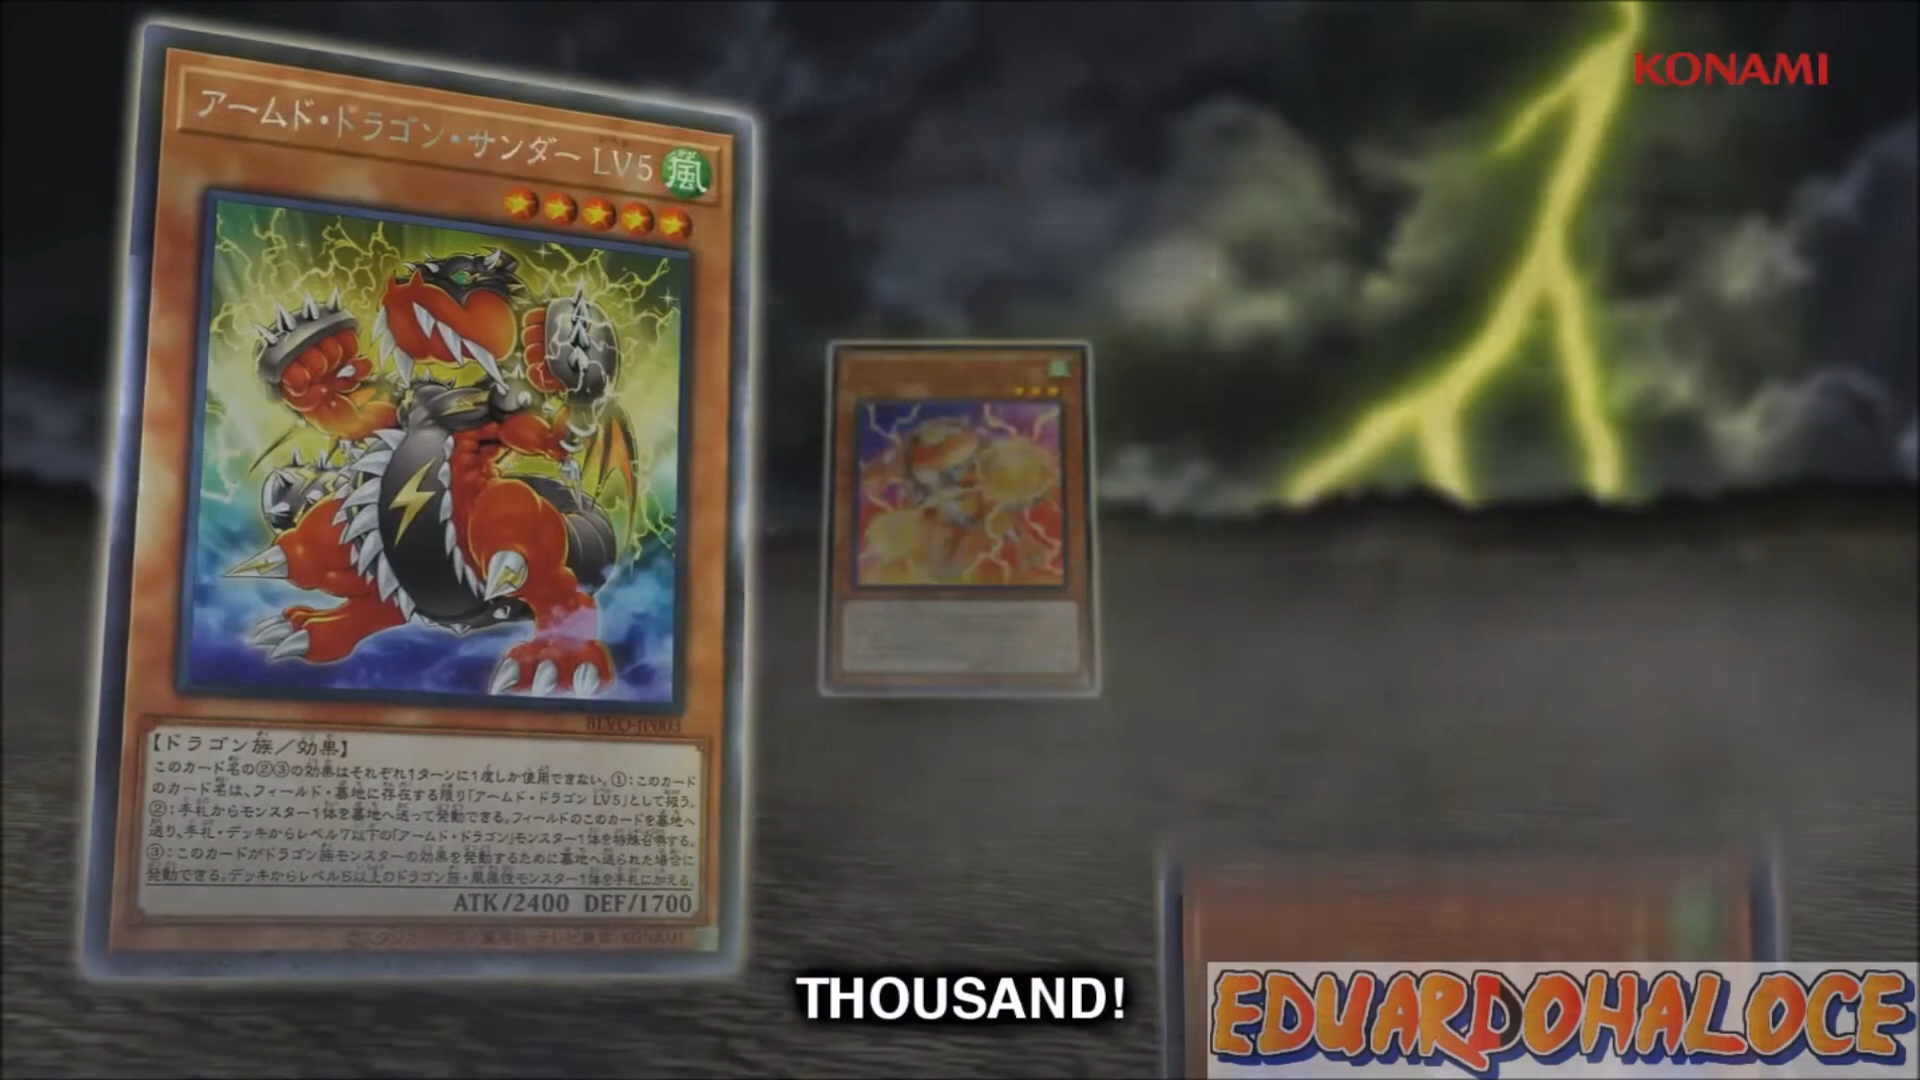 KONAMI
アームド・ドラゴン・サンダー LV5
風
BLVO-JP003
【ドラゴン族／効果】
このカード名の②③の効果はそれぞれ1ターンに1度しか使用できない。①：このカード
のカード名は、フィールド・墓地に存在する限り「アームド・ドラゴン LV5」として扱う。
②：手札からモンスター1体を墓地へ送って発動できる。フィールドのこのカードを墓地へ
送り、手札・デッキからレベル7以下の「アームド・ドラゴン」モンスター1体を特殊召喚する。
③：このカードがドラゴン族モンスターの効果を発動するために墓地へ送られた場合に
発動できる。デッキからレベル5以上のドラゴン族・風属性モンスター1体を手札に加える。
ATK/2400 DEF/1700
THOUSAND!
EDUARDOHALOCE